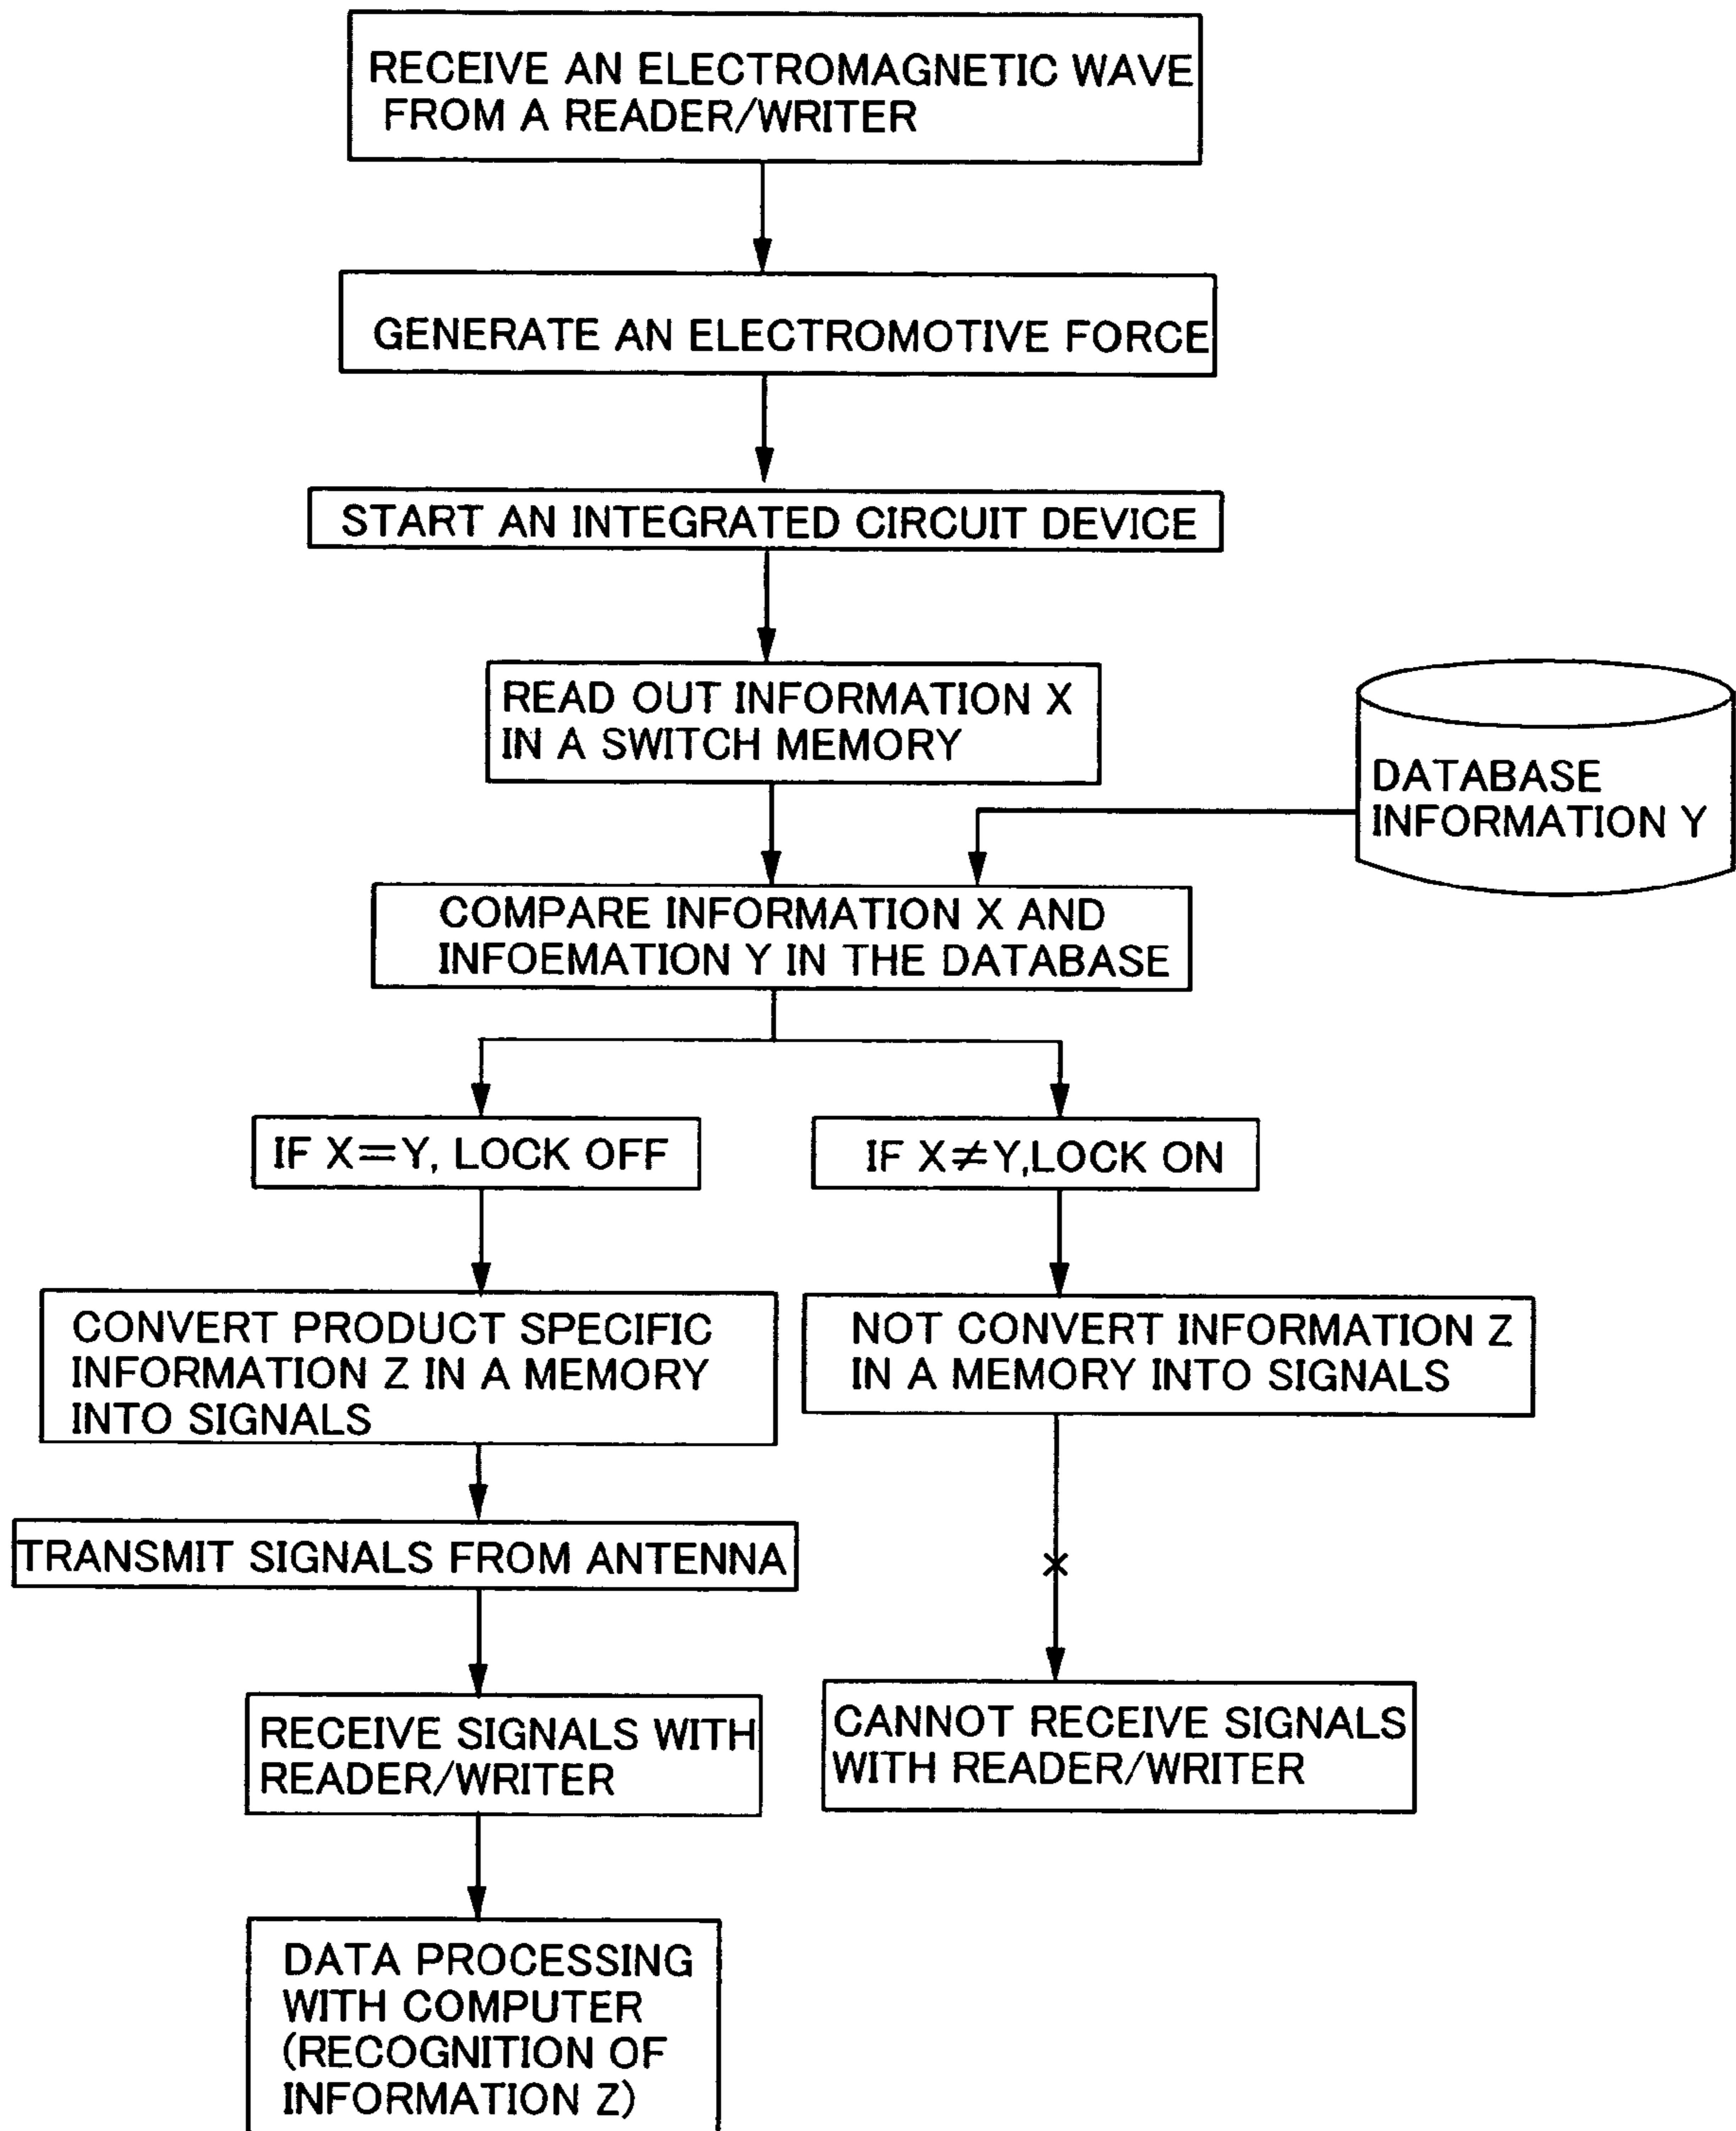 RECEIVE AN ELECTROMAGNETIC WAVE
FROM A READER/WRITER
GENERATE AN ELECTROMOTIVE FORCE
START AN INTEGRATED CIRCUIT DEVICE
READ OUT INFORMATION X
IN A SWITCH MEMORY
DATABASE
INFORMATION Y
COMPARE INFORMATION X AND
INFOEMATION Y IN THE DATABASE
IF X=Y, LOCK OFF
IF X≠Y,LOCK ON
CONVERT PRODUCT SPECIFIC
INFORMATION Z IN A MEMORY
INTO SIGNALS
NOT CONVERT INFORMATION Z
IN A MEMORY INTO SIGNALS
TRANSMIT SIGNALS FROM ANTENNA
RECEIVE SIGNALS WITH
READER/WRITER
CANNOT RECEIVE SIGNALS
WITH READER/WRITER
DATA PROCESSING
WITH COMPUTER
(RECOGNITION OF
INFORMATION Z)